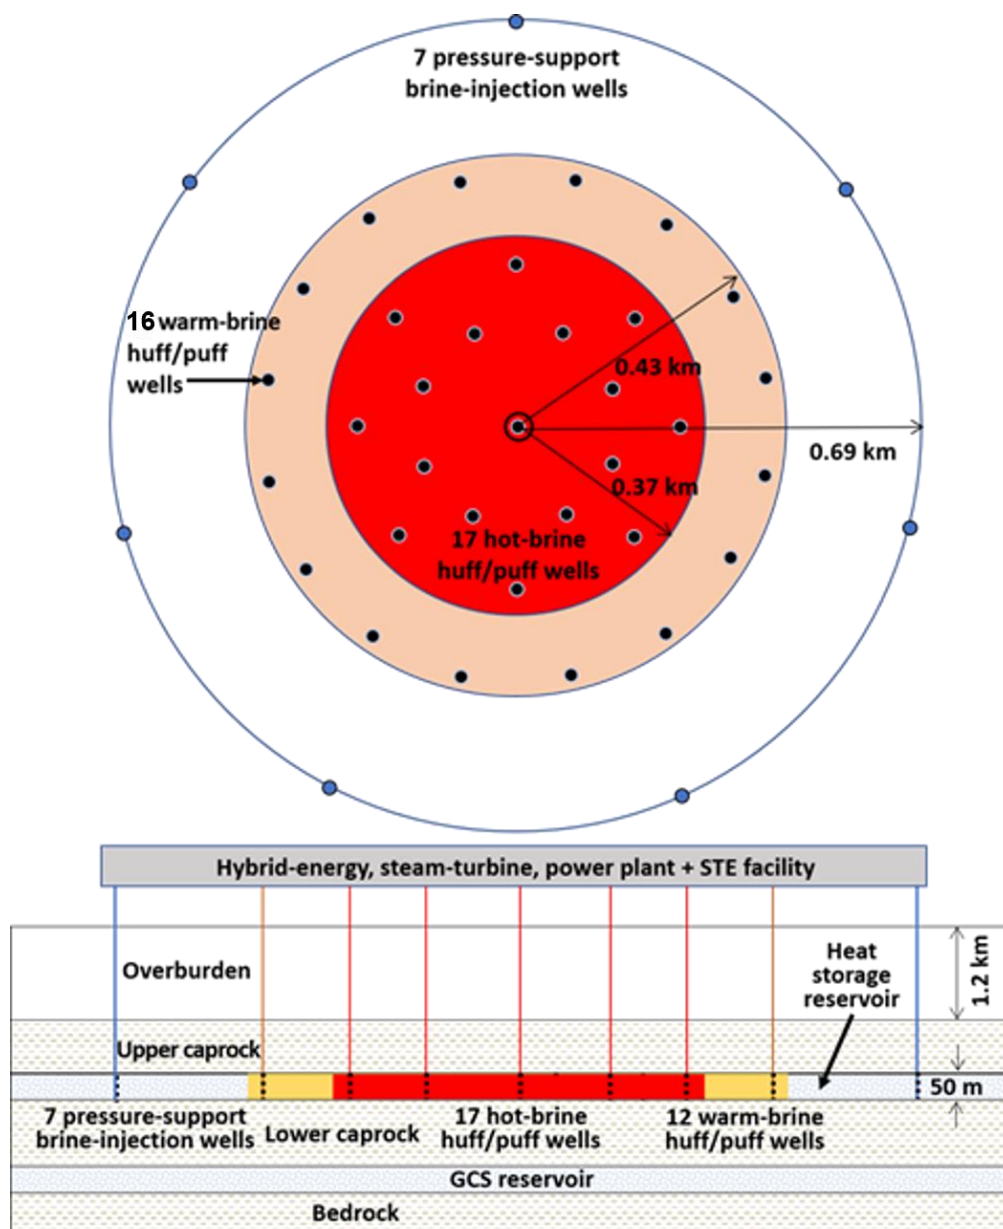 7 pressure-support
brine-injection wells
16 warm-brine
huff/puff
wells
0.43 km
0.69 km
0.37 km
17 hot-brine
huff/puff wells
Hybrid-energy, steam-turbine, power plant + STE facility
Overburden
Heat
storage
reservoir
1.2 km
Upper caprock
50 m
7 pressure-support
brine-injection wells
Lower caprock
17 hot-brine
huff/puff wells
12 warm-brine
huff/puff wells
GCS reservoir
Bedrock